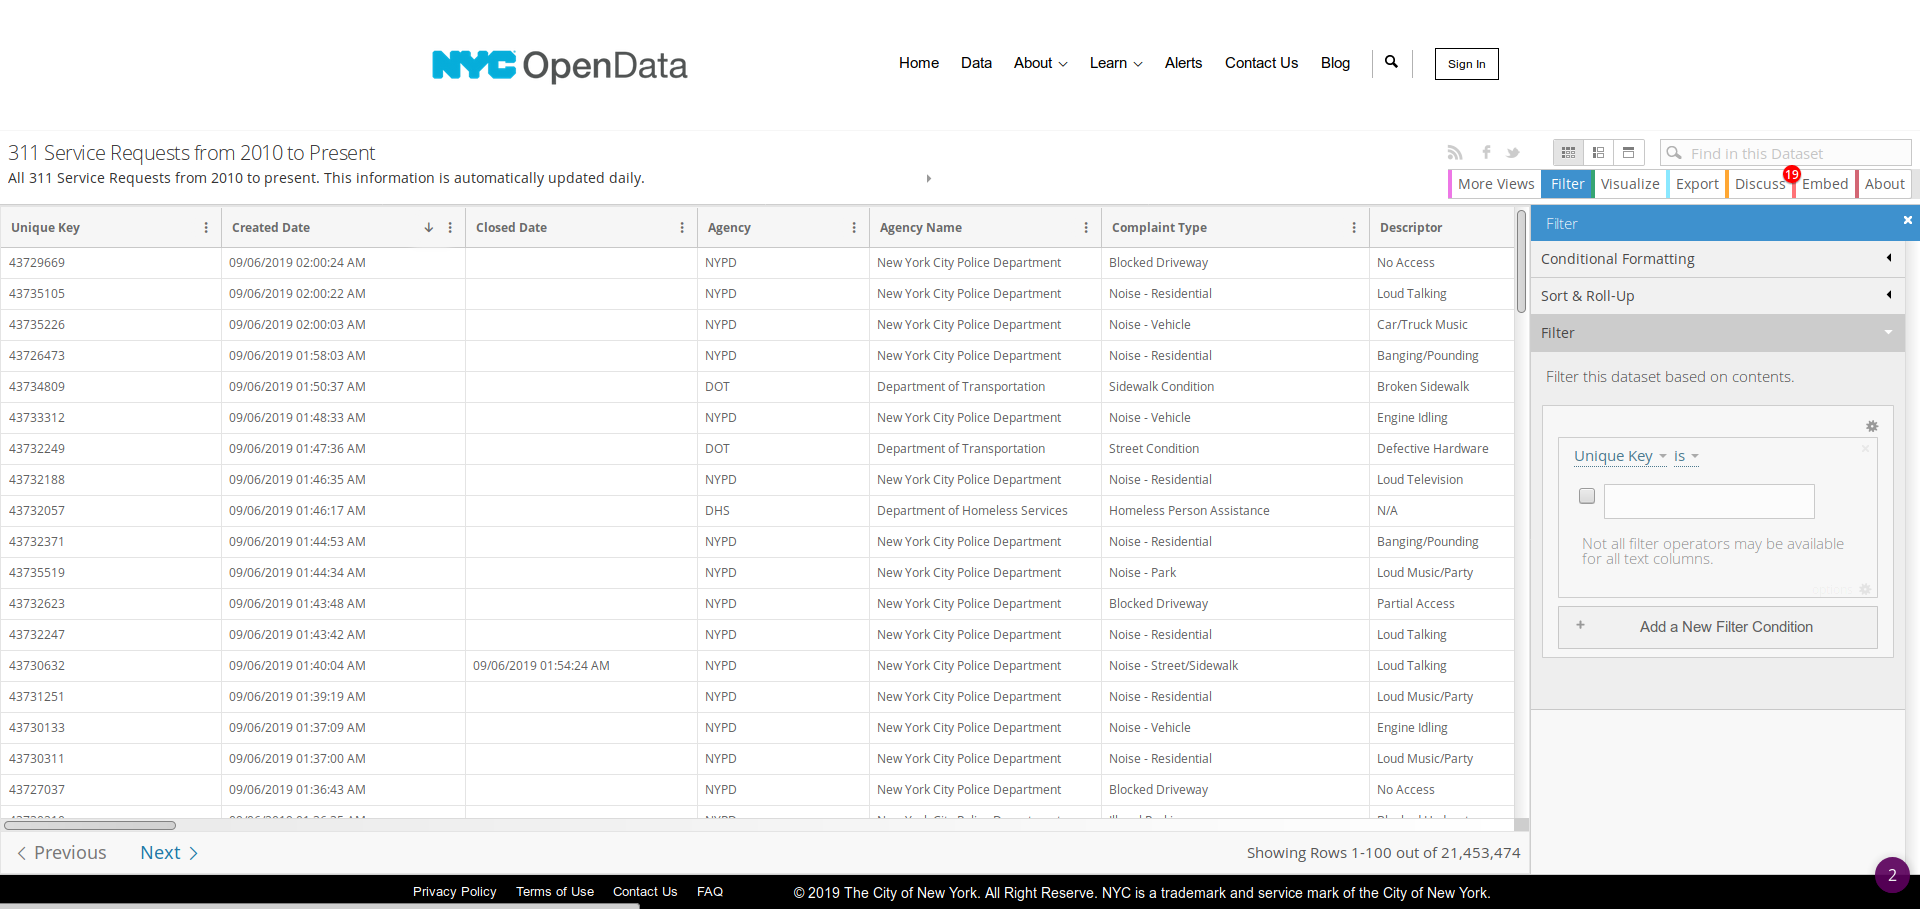 NYC OpenData
Home Data About Learn Alerts Contact Us Blog Sign In
311 Service Requests from 2010 to Present
All 311 Service Requests from 2010 to present. This information is automatically updated daily.
Find in this Dataset
More Views Filter Visualize Export Discuss 19 Embed About
Unique Key Created Date Closed Date Agency Agency Name Complaint Type Descriptor
43729669 09/06/2019 02:00:24 AM NYPD New York City Police Department Blocked Driveway No Access
43735105 09/06/2019 02:00:22 AM NYPD New York City Police Department Noise - Residential Loud Talking
43735226 09/06/2019 02:00:03 AM NYPD New York City Police Department Noise - Vehicle Car/Truck Music
43726473 09/06/2019 01:58:03 AM NYPD New York City Police Department Noise - Residential Banging/Pounding
43734809 09/06/2019 01:50:37 AM DOT Department of Transportation Sidewalk Condition Broken Sidewalk
43733312 09/06/2019 01:48:33 AM NYPD New York City Police Department Noise - Vehicle Engine Idling
43732249 09/06/2019 01:47:36 AM DOT Department of Transportation Street Condition Defective Hardware
43732188 09/06/2019 01:46:35 AM NYPD New York City Police Department Noise - Residential Loud Television
43732057 09/06/2019 01:46:17 AM DHS Department of Homeless Services Homeless Person Assistance N/A
43732371 09/06/2019 01:44:53 AM NYPD New York City Police Department Noise - Residential Banging/Pounding
43735519 09/06/2019 01:44:34 AM NYPD New York City Police Department Noise - Park Loud Music/Party
43732623 09/06/2019 01:43:48 AM NYPD New York City Police Department Blocked Driveway Partial Access
43732247 09/06/2019 01:43:42 AM NYPD New York City Police Department Noise - Residential Loud Talking
43730632 09/06/2019 01:40:04 AM 09/06/2019 01:54:24 AM NYPD New York City Police Department Noise - Street/Sidewalk Loud Talking
43731251 09/06/2019 01:39:19 AM NYPD New York City Police Department Noise - Residential Loud Music/Party
43730133 09/06/2019 01:37:09 AM NYPD New York City Police Department Noise - Vehicle Engine Idling
43730311 09/06/2019 01:37:00 AM NYPD New York City Police Department Noise - Residential Loud Music/Party
43727037 09/06/2019 01:36:43 AM NYPD New York City Police Department Blocked Driveway No Access
Previous Next Showing Rows 1-100 out of 21,453,474
Filter
Conditional Formatting
Sort & Roll-Up
Filter
Filter this dataset based on contents.
Unique Key is
Not all filter operators may be available
for all text columns.
Add a New Filter Condition
2
Privacy Policy Terms of Use Contact Us FAQ © 2019 The City of New York. All Right Reserve. NYC is a trademark and service mark of the City of New York.